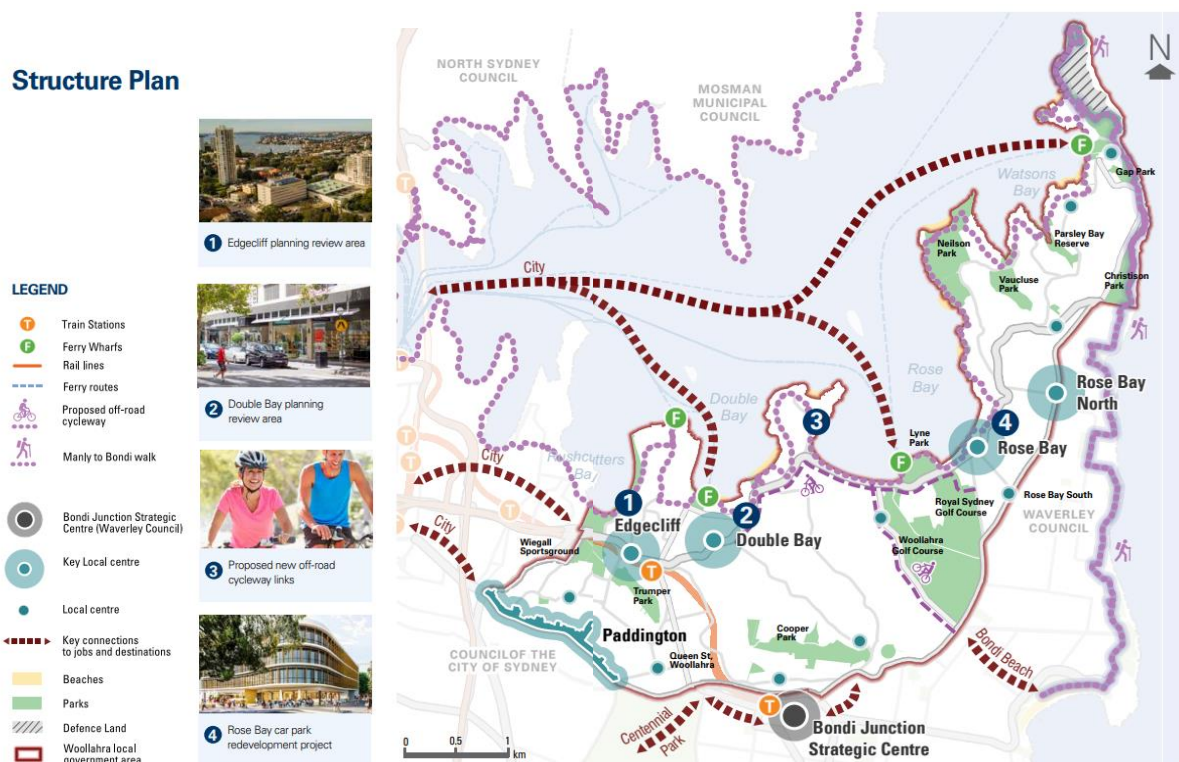 Structure Plan
1 Edgecliff planning review area
2 Double Bay planning
review area
3 Proposed new off-road
cycleway links
4 Rose Bay car park
redevelopment project
LEGEND
T Train Stations
F Ferry Wharfs
Rail lines
Ferry routes
Proposed off-road
cycleway
Manly to Bondi walk
Bondi Junction Strategic
Centre (Waverley Council)
Key Local centre
Local centre
Key connections
to jobs and destinations
Beaches
Parks
Defence Land
Woollahra local
government area
NORTH SYDNEY
COUNCIL
MOSMAN
MUNICIPAL
COUNCIL
N
F
Gap Park
Watsons
Bay
T
Neilson
Park
Parsley Bay
Reserve
Vaucluse
Park
Christison
Park
City
Rose
Bay
Rose Bay
North
Double
Bay
F
3
4
Lyne
Park
Rose Bay
F
T
City
Rushcutters
Bay
F
1
Edgecliff
2
Double Bay
Royal Sydney
Golf Course
Rose Bay South
WAVERLEY
COUNCIL
T
T
City
Wiegall
Sportsground
T
Trumper
Park
Woollahra
Golf Course
Paddington
Cooper
Park
COUNCILOF THE
CITY OF SYDNEY
Queen St,
Woollahra
Bondi Beach
T
Centennial
Park
Bondi Junction
Strategic Centre
0 0.5 1
km